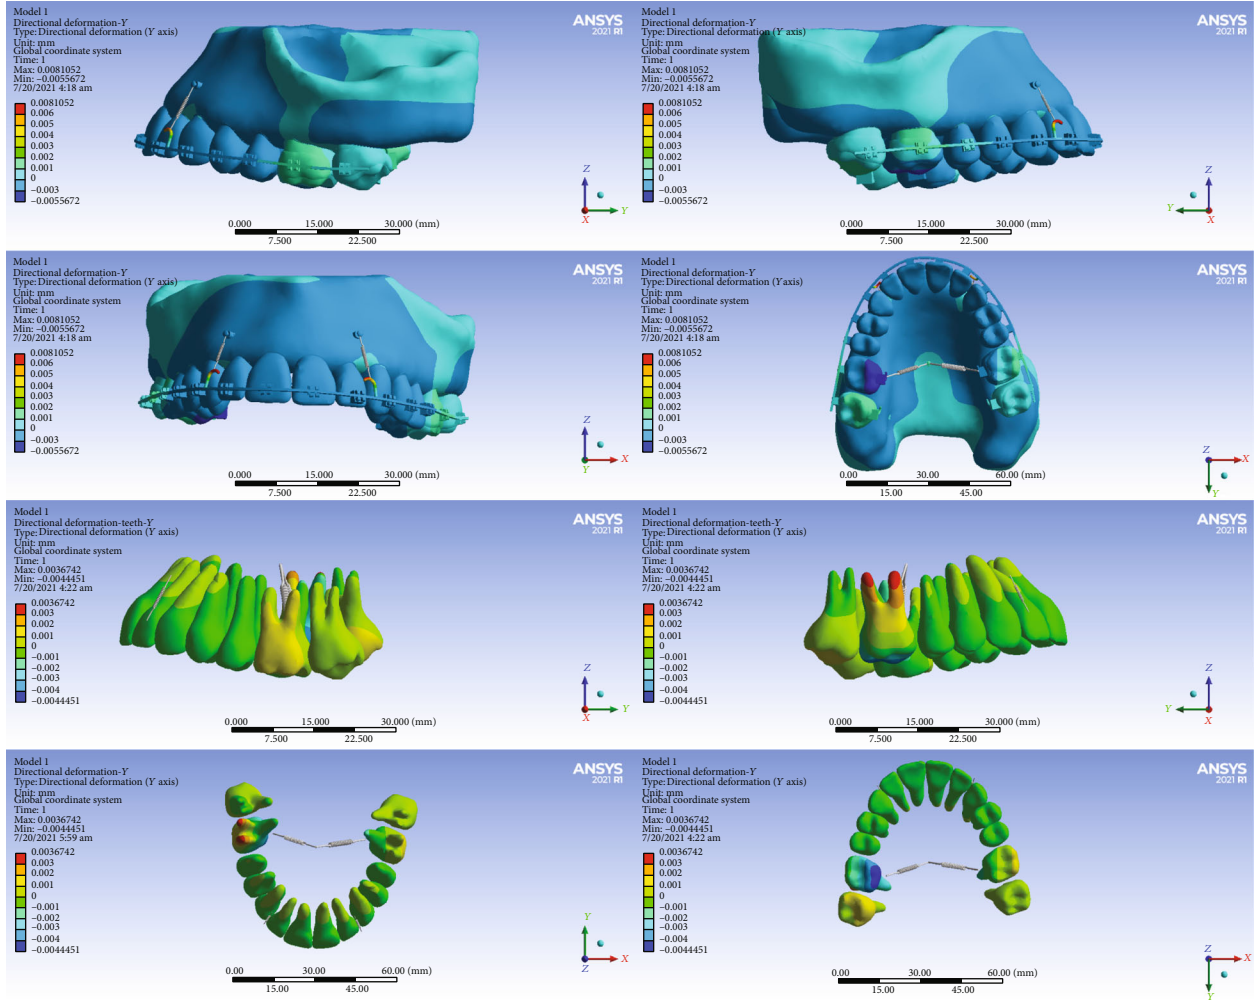 Model 1
Directional deformation-Y
Type: Directional deformation (Y axis)
Unit: mm
Global coordinate system
Time: 1
Max: 0.0081052
Min: –0.0055672
7/20/2021 4:18 am
0.0081052
0.006
0.005
0.004
0.003
0.002
0.001
0
–0.003
–0.0055672
ANSYS
2021 R1
Z
Y
X
0.000 15.000 30.000 (mm)
7.500 22.500
Model 1
Directional deformation-Y
Type: Directional deformation (Y axis)
Unit: mm
Global coordinate system
Time: 1
Max: 0.0081052
Min: –0.0055672
7/20/2021 4:18 am
0.0081052
0.006
0.005
0.004
0.003
0.002
0.001
0
–0.003
–0.0055672
ANSYS
2021 R1
Z
Y
X
0.000 15.000 30.000 (mm)
7.500 22.500
Model 1
Directional deformation-Y
Type: Directional deformation (Y axis)
Unit: mm
Global coordinate system
Time: 1
Max: 0.0081052
Min: –0.0055672
7/20/2021 4:18 am
0.0081052
0.006
0.005
0.004
0.003
0.002
0.001
0
–0.003
–0.0055672
ANSYS
2021 R1
Z
X
Y
0.000 15.000 30.000 (mm)
7.500 22.500
Model 1
Directional deformation-Y
Type: Directional deformation (Y axis)
Unit: mm
Global coordinate system
Time: 1
Max: 0.0081052
Min: –0.0055672
7/20/2021 4:18 am
0.0081052
0.006
0.005
0.004
0.003
0.002
0.001
0
–0.003
–0.0055672
ANSYS
2021 R1
Z
X
Y
0.00 30.00 60.00 (mm)
15.00 45.00
Model 1
Directional deformation-teeth-Y
Type: Directional deformation (Y axis)
Unit: mm
Global coordinate system
Time: 1
Max: 0.0036742
Min: –0.0044451
7/20/2021 4:22 am
0.0036742
0.003
0.002
0.001
0
–0.001
–0.002
–0.003
–0.004
–0.0044451
ANSYS
2021 R1
Z
Y
X
0.000 15.000 30.000 (mm)
7.500 22.500
Model 1
Directional deformation-teeth-Y
Type: Directional deformation (Y axis)
Unit: mm
Global coordinate system
Time: 1
Max: 0.0036742
Min: –0.0044451
7/20/2021 4:22 am
0.0036742
0.003
0.002
0.001
0
–0.001
–0.002
–0.003
–0.004
–0.0044451
ANSYS
2021 R1
Z
Y
X
0.000 15.000 30.000 (mm)
7.500 22.500
Model 1
Directional deformation-Y
Type: Directional deformation (Y axis)
Unit: mm
Global coordinate system
Time: 1
Max: 0.0036742
Min: –0.0044451
7/20/2021 5:59 am
0.0036742
0.003
0.002
0.001
0
–0.001
–0.002
–0.003
–0.004
–0.0044451
ANSYS
2021 R1
Y
X
Z
0.00 30.00 60.00 (mm)
15.00 45.00
Model 1
Directional deformation-Y
Type: Directional deformation (Y axis)
Unit: mm
Global coordinate system
Time: 1
Max: 0.0036742
Min: –0.0044451
7/20/2021 4:22 am
0.0036742
0.003
0.002
0.001
0
–0.001
–0.002
–0.003
–0.004
–0.0044451
ANSYS
2021 R1
Z
X
Y
0.00 30.00 60.00 (mm)
15.00 45.00